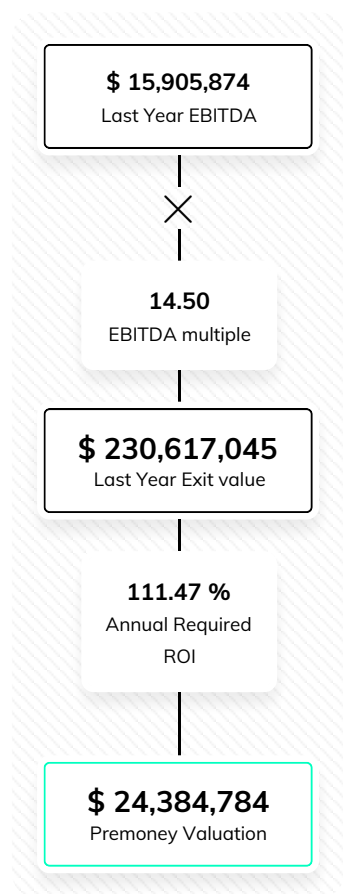 $ 15,905,874
Last Year EBITDA
14.50
EBITDA multiple
$ 230,617,045
Last Year Exit value
111.47 %
Annual Required
ROI
$ 24,384,784
Premoney Valuation